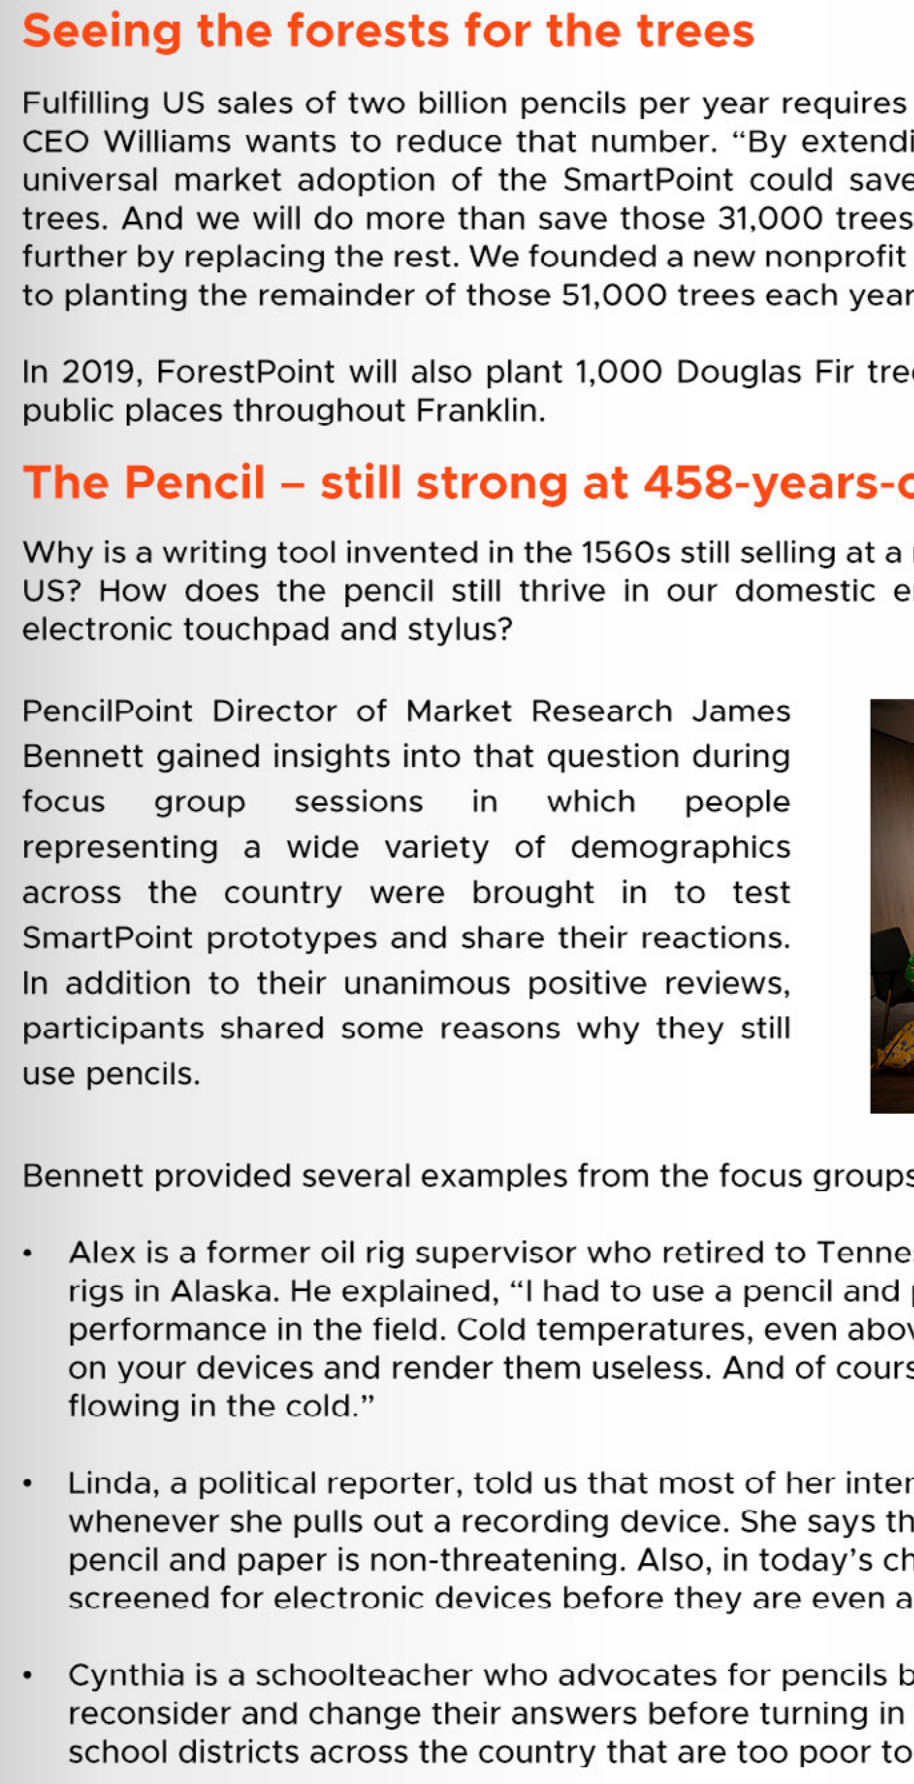 Seeing the forests for the trees
Fulfilling US sales of two billion pencils per year requires
CEO Williams wants to reduce that number. “By extendi
universal market adoption of the SmartPoint could save
trees. And we will do more than save those 31,000 trees
further by replacing the rest. We founded a new nonprofit
to planting the remainder of those 51,000 trees each year
In 2019, ForestPoint will also plant 1,000 Douglas Fir tre
public places throughout Franklin.
The Pencil – still strong at 458-years-o
Why is a writing tool invented in the 1560s still selling at a
US? How does the pencil still thrive in our domestic e
electronic touchpad and stylus?
PencilPoint Director of Market Research James
Bennett gained insights into that question during
focus group sessions in which people
representing a wide variety of demographics
across the country were brought in to test
SmartPoint prototypes and share their reactions.
In addition to their unanimous positive reviews,
participants shared some reasons why they still
use pencils.
Bennett provided several examples from the focus groups
• Alex is a former oil rig supervisor who retired to Tenne
rigs in Alaska. He explained, “I had to use a pencil and
performance in the field. Cold temperatures, even abov
on your devices and render them useless. And of cours
flowing in the cold.”
• Linda, a political reporter, told us that most of her inter
whenever she pulls out a recording device. She says th
pencil and paper is non-threatening. Also, in today’s ch
screened for electronic devices before they are even a
• Cynthia is a schoolteacher who advocates for pencils b
reconsider and change their answers before turning in
school districts across the country that are too poor to